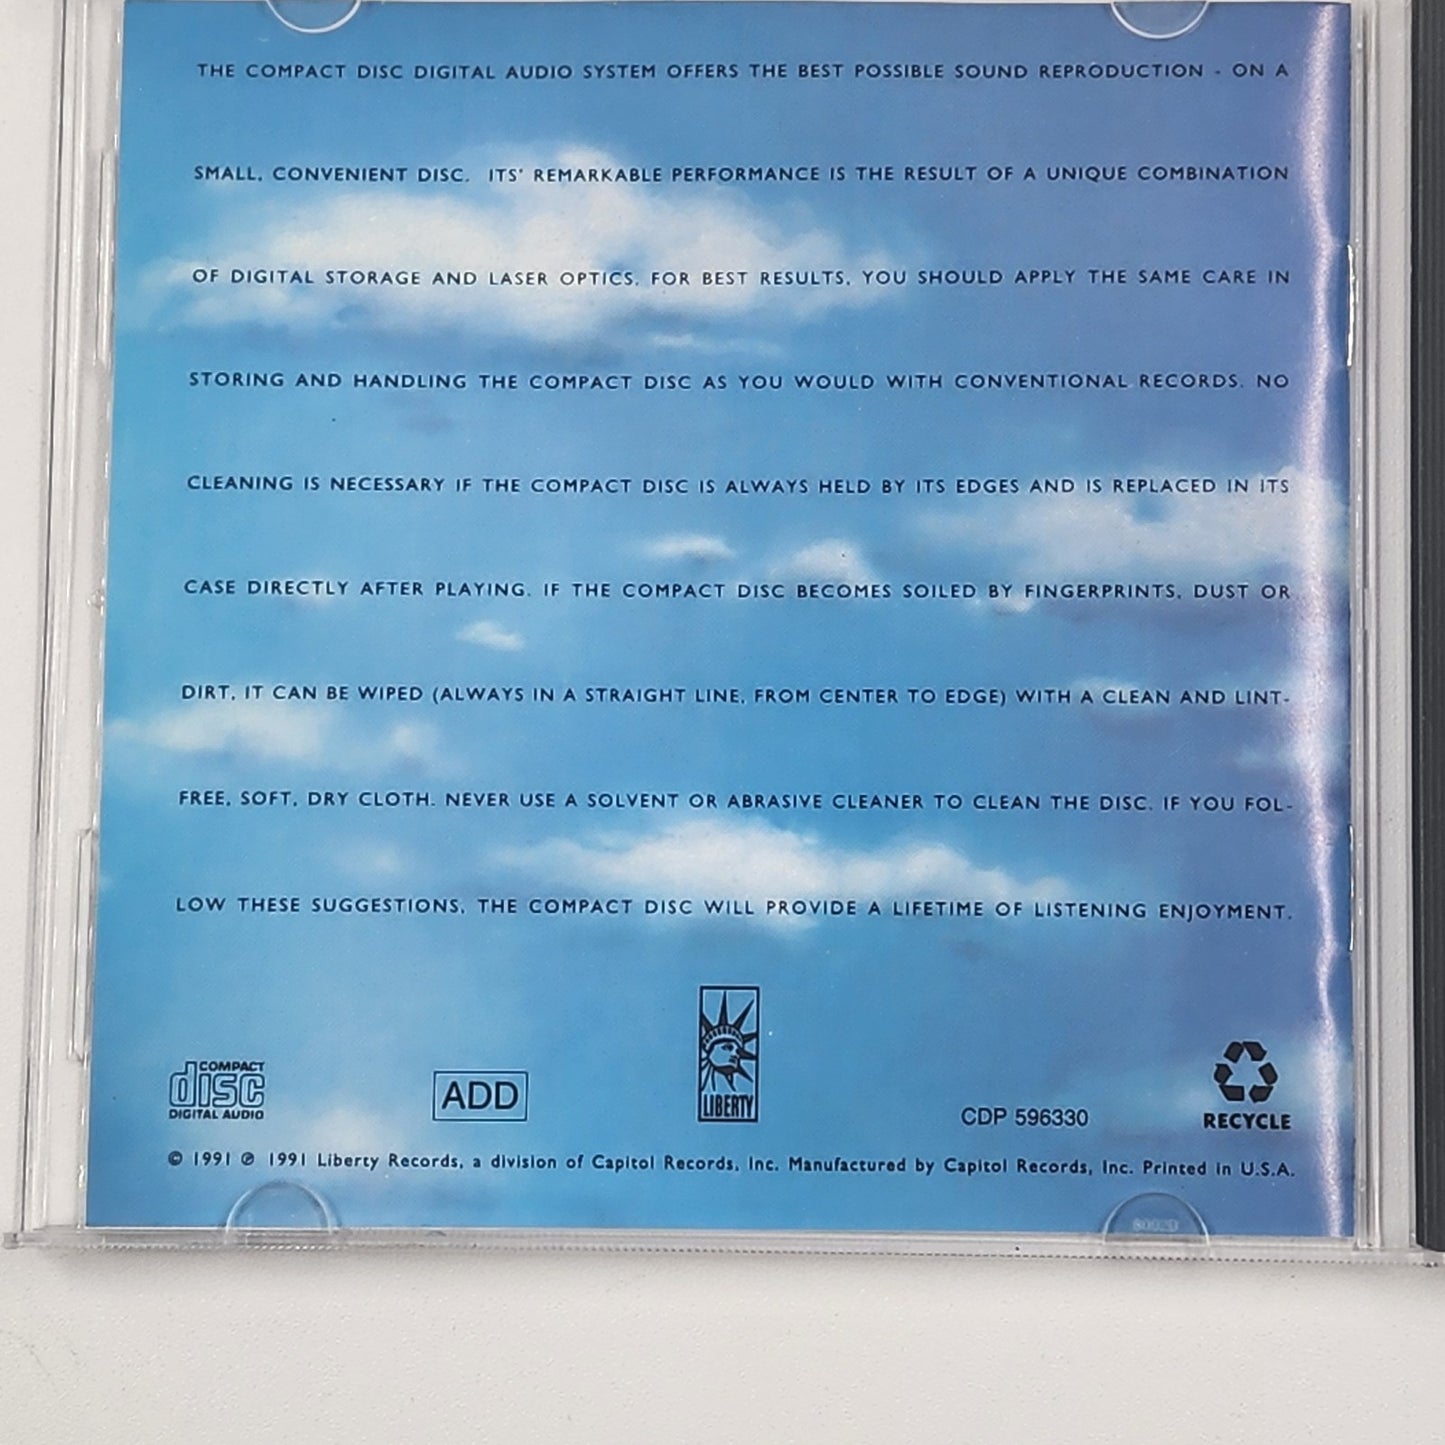 THE COMPACT DISC DIGITAL AUDIO SYSTEM OFFERS THE BEST POSSIBLE SOUND REPRODUCTION - ON A
SMALL, CONVENIENT DISC. ITS' REMARKABLE PERFORMANCE IS THE RESULT OF A UNIQUE COMBINATION
OF DIGITAL STORAGE AND LASER OPTICS. FOR BEST RESULTS, YOU SHOULD APPLY THE SAME CARE IN
STORING AND HANDLING THE COMPACT DISC AS YOU WOULD WITH CONVENTIONAL RECORDS. NO
CLEANING IS NECESSARY IF THE COMPACT DISC IS ALWAYS HELD BY ITS EDGES AND IS REPLACED IN ITS
CASE DIRECTLY AFTER PLAYING. IF THE COMPACT DISC BECOMES SOILED BY FINGERPRINTS, DUST OR
DIRT, IT CAN BE WIPED (ALWAYS IN A STRAIGHT LINE, FROM CENTER TO EDGE) WITH A CLEAN AND LINT-
FREE, SOFT, DRY CLOTH. NEVER USE A SOLVENT OR ABRASIVE CLEANER TO CLEAN THE DISC. IF YOU FOL-
LOW THESE SUGGESTIONS, THE COMPACT DISC WILL PROVIDE A LIFETIME OF LISTENING ENJOYMENT.
COMPACT
disc
DIGITAL AUDIO
ADD
LIBERTY
CDP 596330
RECYCLE
© 1991 ℗ 1991 Liberty Records, a division of Capitol Records, Inc. Manufactured by Capitol Records, Inc. Printed in U.S.A.